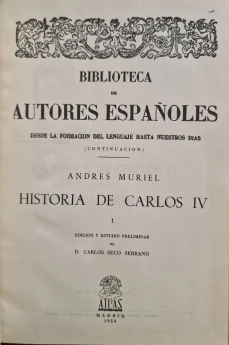 BIBLIOTECA
DE
AUTORES ESPAÑOLES
DESDE LA FORMACION DEL LENGUAJE HASTA NUESTROS DIAS
(CONTINUACION)
ANDRES MURIEL
HISTORIA DE CARLOS IV
I
EDICION Y ESTUDIO PRELIMINAR
DE
D. CARLOS SECO SERRANO
ATLAS
MADRID
1959